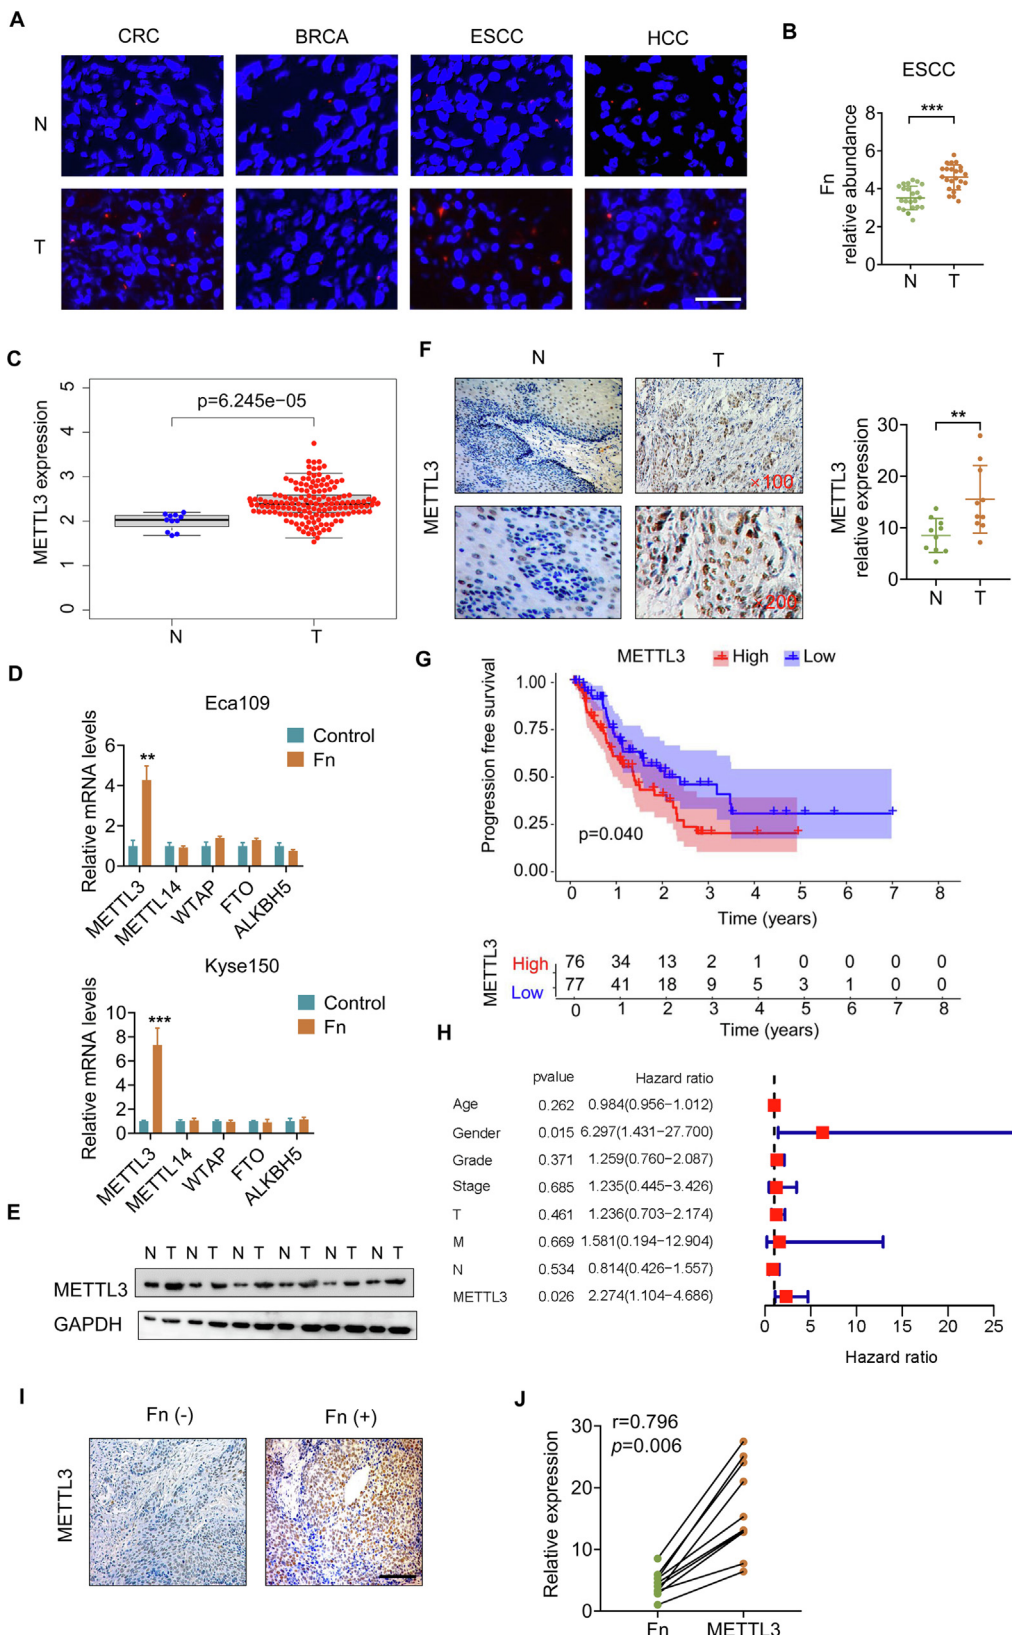 A
CRC BRCA ESCC HCC
N
T
B
ESCC
Fn
relative abundance
8
6
4
2
0
***
N T
C
METTL3 expression
5
4
3
2
1
0
p=6.245e−05
N T
F
N T
METTL3
×100
×200
METTL3
relative expression
30
20
10
0
**
N T
D
Eca109
Control
Fn
Relative mRNA levels
6
4
2
0
**
METTL3 METTL14 WTAP FTO ALKBH5
Kyse150
Control
Fn
Relative mRNA levels
10
8
6
4
2
0
***
METTL3 METTL14 WTAP FTO ALKBH5
E
N T N T N T N T N T N T
METTL3
GAPDH
G
METTL3 High Low
Progression free survival
1.00
0.75
0.50
0.25
0.00
p=0.040
0 1 2 3 4 5 6 7 8
Time (years)
METTL3
High 76 34 13 2 1 0 0 0 0
Low 77 41 18 9 5 3 1 0 0
0 1 2 3 4 5 6 7 8
Time (years)
H
pvalue Hazard ratio
Age 0.262 0.984(0.956−1.012)
Gender 0.015 6.297(1.431−27.700)
Grade 0.371 1.259(0.760−2.087)
Stage 0.685 1.235(0.445−3.426)
T 0.461 1.236(0.703−2.174)
M 0.669 1.581(0.194−12.904)
N 0.534 0.814(0.426−1.557)
METTL3 0.026 2.274(1.104−4.686)
0 5 10 15 20 25
Hazard ratio
I
Fn (-) Fn (+)
METTL3
J
r=0.796
p=0.006
Relative expression
30
20
10
0
Fn METTL3